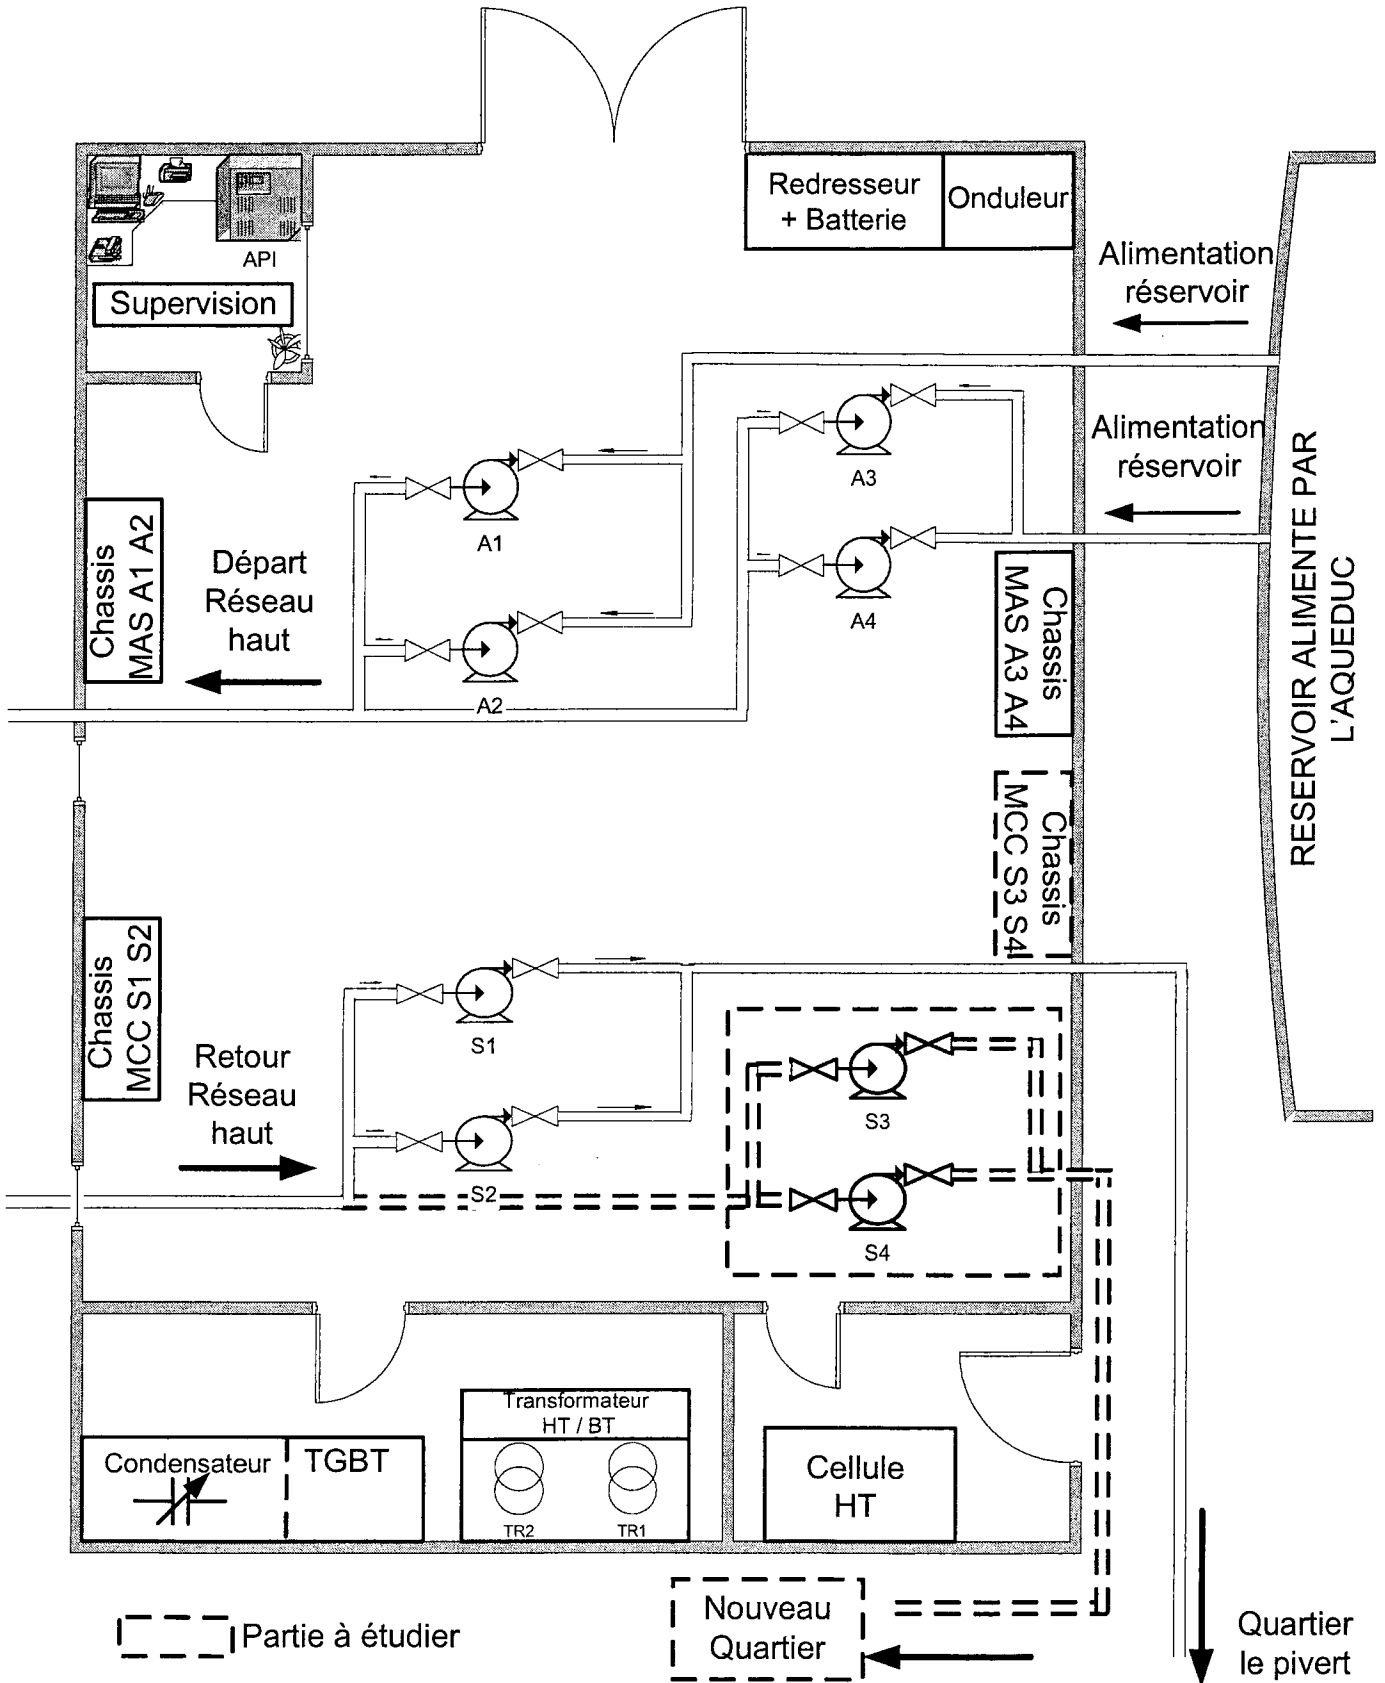 Redresseur
+ Batterie
Onduleur
API
Supervision
Alimentation
réservoir
Alimentation
réservoir
RESERVOIR ALIMENTE PAR
L'AQUEDUC
A3
A1
A4
A2
Chassis
MAS A1 A2
Départ
Réseau
haut
Chassis
MAS A3 A4
Chassis
MCC S3 S4
Chassis
MCC S1 S2
Retour
Réseau
haut
S1
S3
S2
S4
Transformateur
HT / BT
TR2
TR1
Condensateur
TGBT
Cellule
HT
Partie à étudier
Nouveau
Quartier
Quartier
le pivert